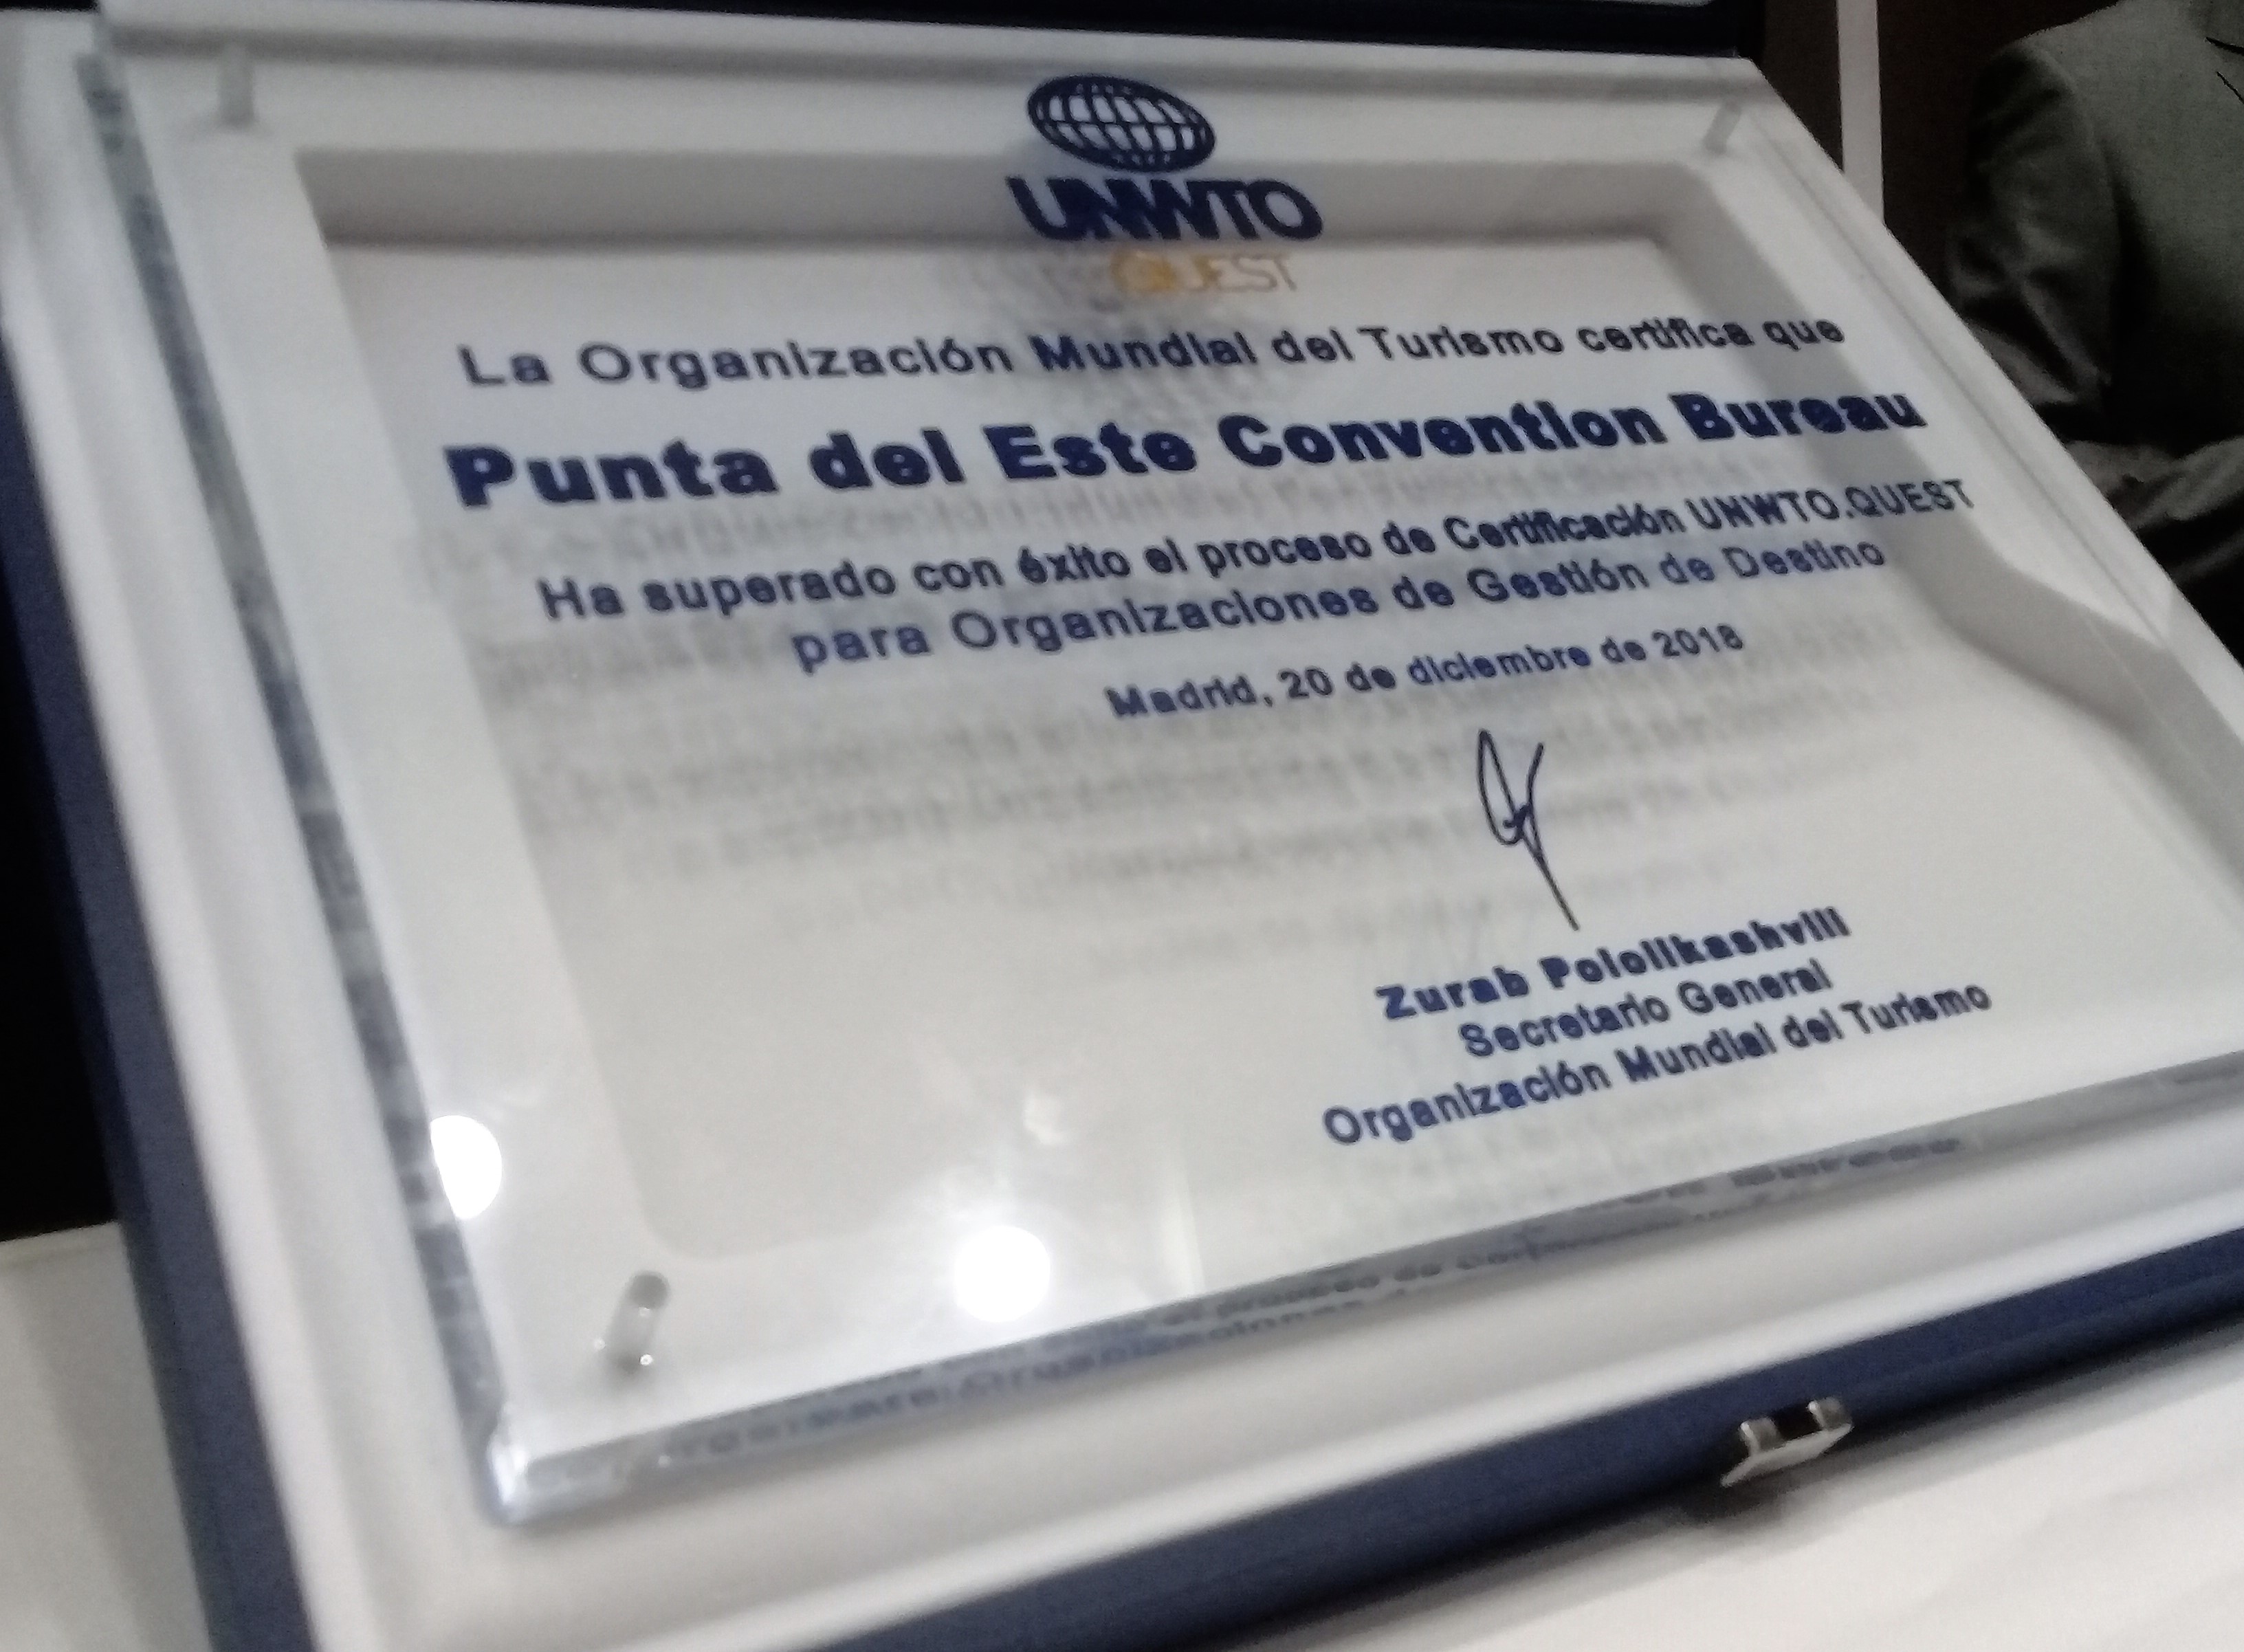 UNWTO
QUEST
La Organización Mundial del Turismo certifica que
Punta del Este Convention Bureau
Ha superado con éxito el proceso de Certificación UNWTO.QUEST
para Organizaciones de Gestión de Destino
Madrid, 20 de diciembre de 2018
Zurab Pololikashvili
Secretario General
Organización Mundial del Turismo